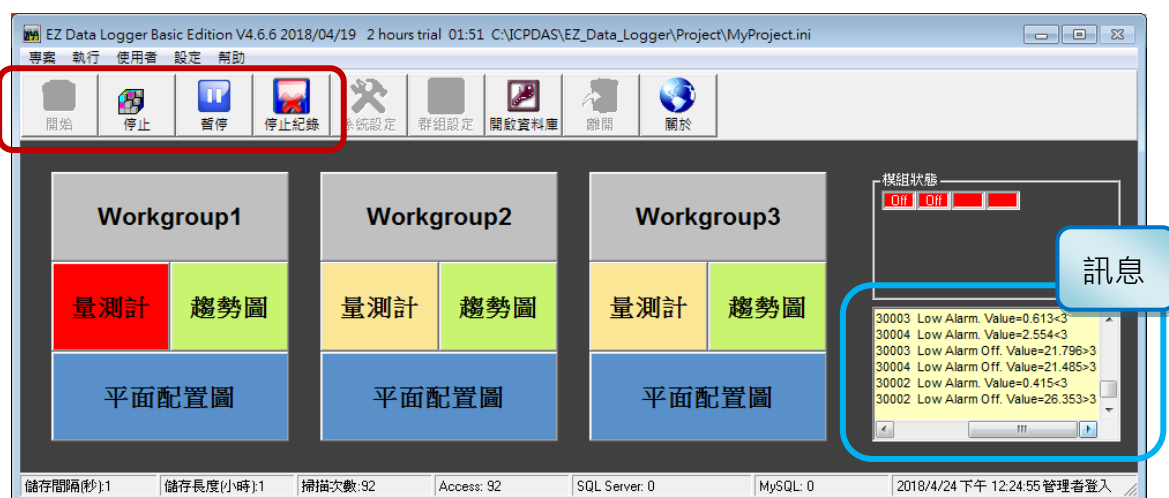 EZ Data Logger Basic Edition V4.6.6 2018/04/19 2 hours trial 01:51 C:\ICPDAS\EZ_Data_Logger\Project\MyProject.ini
專案 執行 使用者 設定 幫助
開始 停止 暫停 停止紀錄 系統設定 群組設定 開啟資料庫 離開 關於
Workgroup1 Workgroup2 Workgroup3
模組狀態
Off Off
訊息
量測計 趨勢圖 量測計 趨勢圖 量測計 趨勢圖
平面配置圖 平面配置圖 平面配置圖
30003 Low Alarm. Value=0.613<3
30004 Low Alarm. Value=2.554<3
30003 Low Alarm Off. Value=21.796>3
30004 Low Alarm Off. Value=21.485>3
30002 Low Alarm. Value=0.415<3
30002 Low Alarm Off. Value=26.353>3
儲存間隔(秒):1 儲存長度(小時):1 掃描次數:92 Access: 92 SQL Server: 0 MySQL: 0 2018/4/24 下午 12:24:55 管理者登入